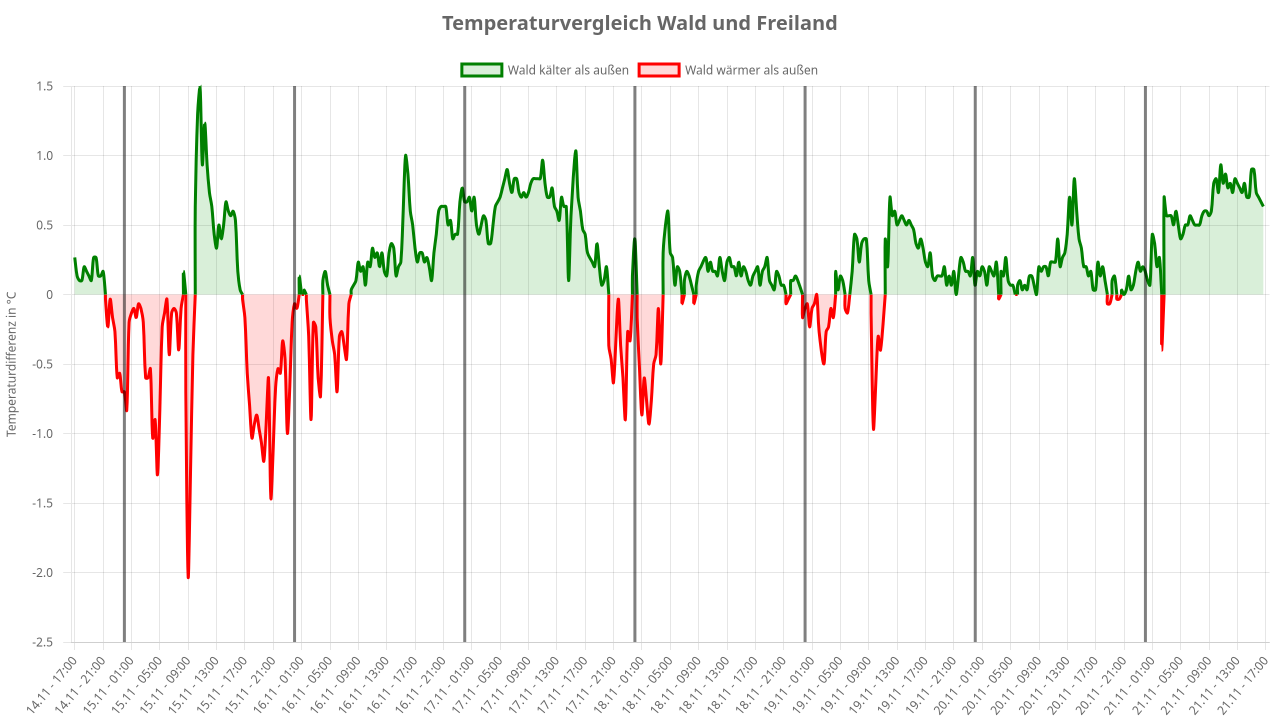 Temperaturvergleich Wald und Freiland
Wald kälter als außen
Wald wärmer als außen
Temperaturdifferenz in °C
1.5
1.0
0.5
0
-0.5
-1.0
-1.5
-2.0
-2.5
14.11 - 17:00
14.11 - 21:00
15.11 - 01:00
15.11 - 05:00
15.11 - 09:00
15.11 - 13:00
15.11 - 17:00
15.11 - 21:00
16.11 - 01:00
16.11 - 05:00
16.11 - 09:00
16.11 - 13:00
16.11 - 17:00
16.11 - 21:00
17.11 - 01:00
17.11 - 05:00
17.11 - 09:00
17.11 - 13:00
17.11 - 17:00
17.11 - 21:00
18.11 - 01:00
18.11 - 05:00
18.11 - 09:00
18.11 - 13:00
18.11 - 17:00
18.11 - 21:00
19.11 - 01:00
19.11 - 05:00
19.11 - 09:00
19.11 - 13:00
19.11 - 17:00
19.11 - 21:00
20.11 - 01:00
20.11 - 05:00
20.11 - 09:00
20.11 - 13:00
20.11 - 17:00
20.11 - 21:00
21.11 - 01:00
21.11 - 05:00
21.11 - 09:00
21.11 - 13:00
21.11 - 17:00